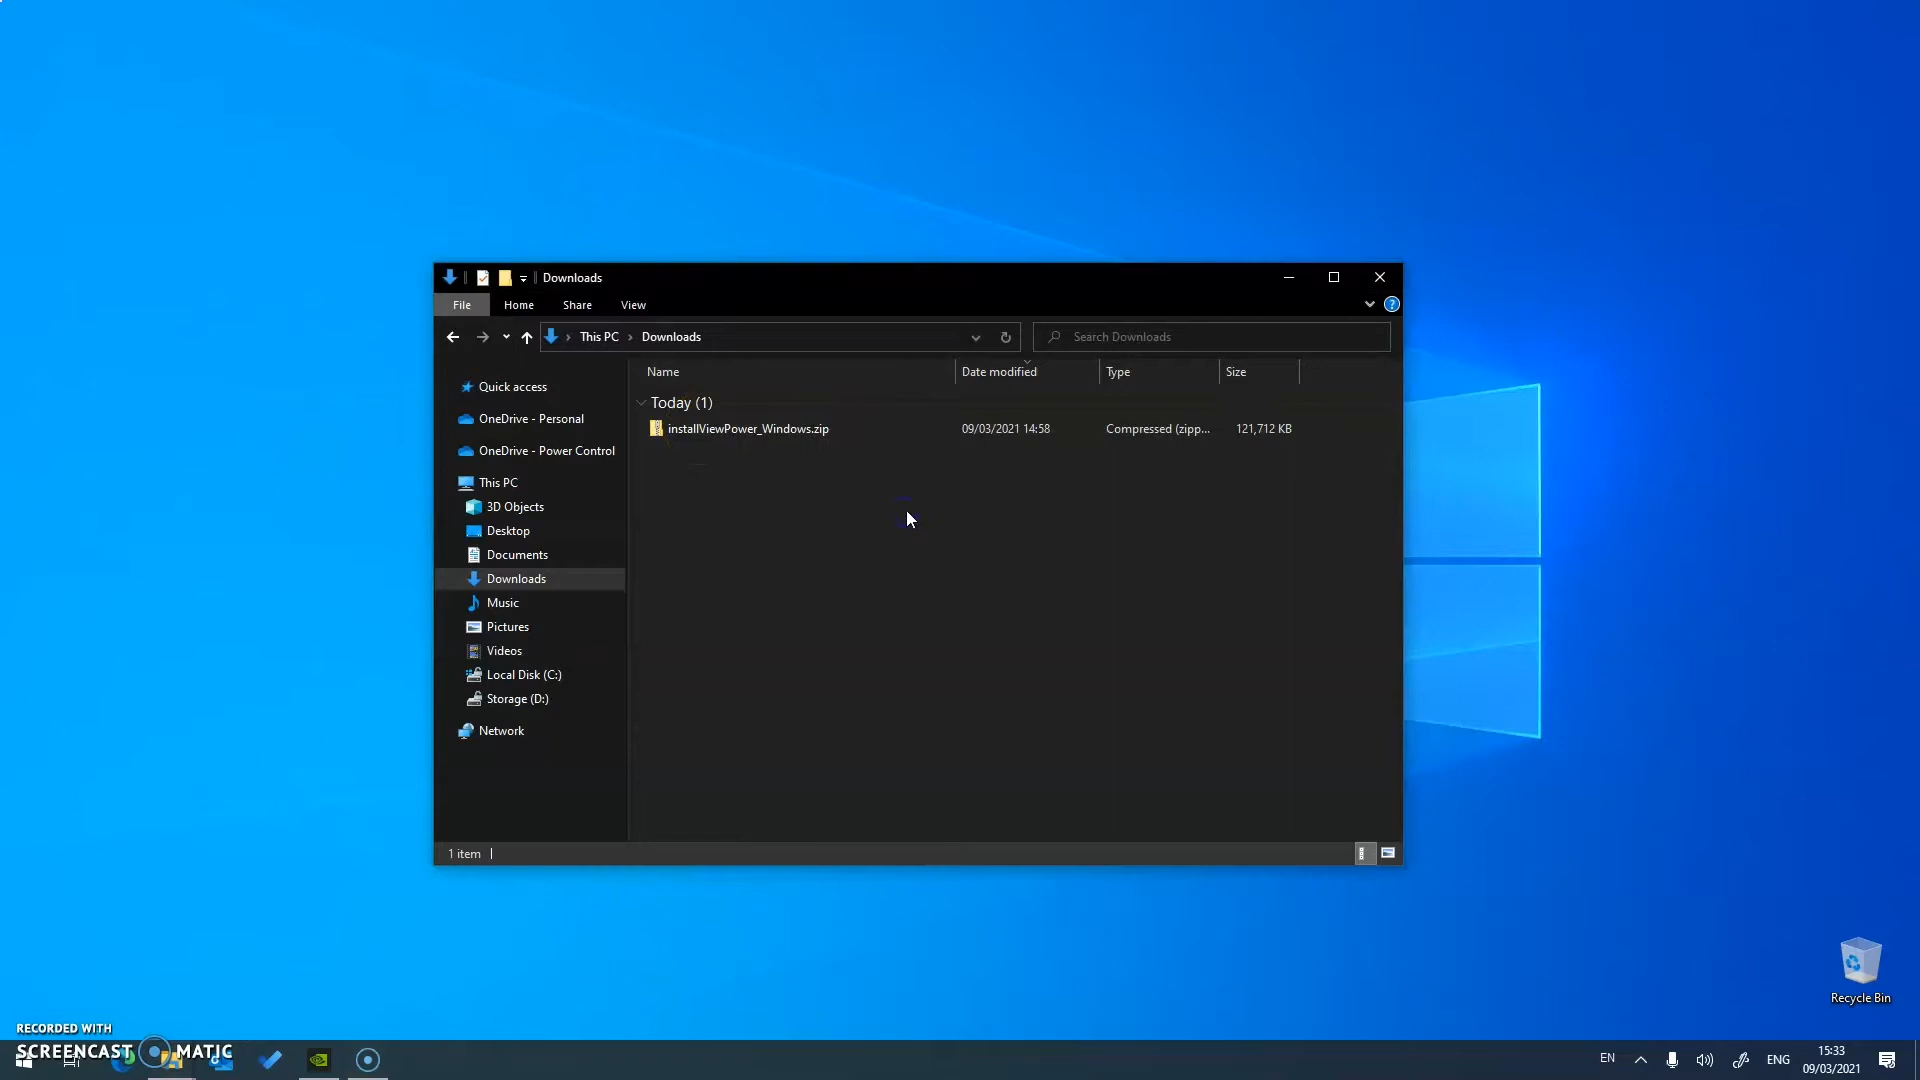 Downloads
File Home Share View
This PC > Downloads
Search Downloads
Name Date modified Type Size
Quick access
OneDrive - Personal
OneDrive - Power Control
This PC
3D Objects
Desktop
Documents
Downloads
Music
Pictures
Videos
Local Disk (C:)
Storage (D:)
Network
Today (1)
installViewPower_Windows.zip 09/03/2021 14:58 Compressed (zipp... 121,712 KB
1 item
Recycle Bin
RECORDED WITH
SCREENCAST MATIC
EN ENG 15:33
09/03/2021